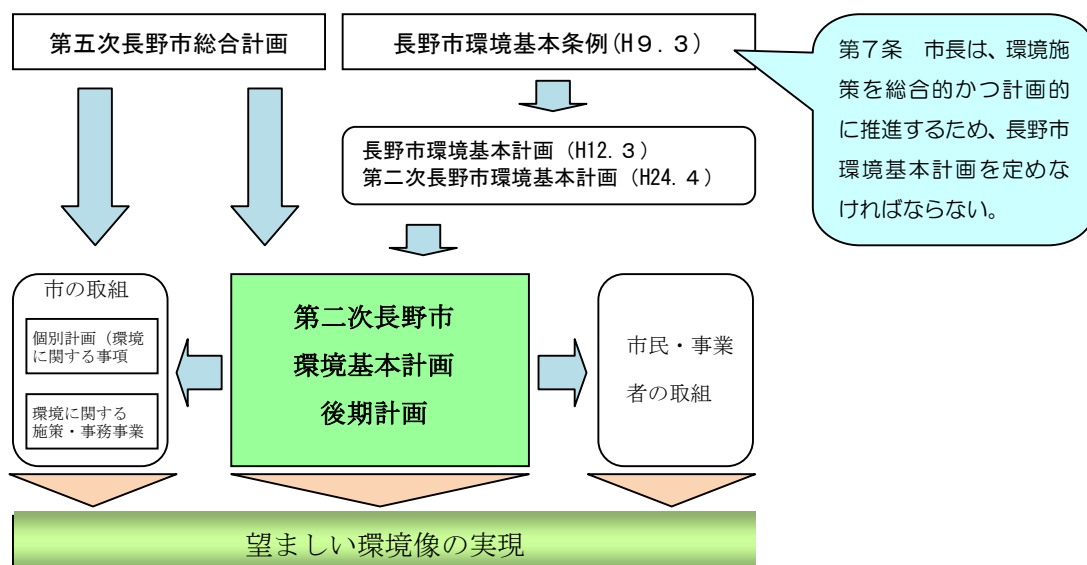 第五次長野市総合計画
長野市環境基本条例(H９.３)
第７条　市長は、環境施
策を総合的かつ計画的
に推進するため、長野市
環境基本計画を定めな
ければならない。
長野市環境基本計画（H12.３）
第二次長野市環境基本計画（H24.４）
市の取組
個別計画（環境
に関する事項
環境に関する
施策・事務事業
第二次長野市
環境基本計画
後期計画
市民・事業
者の取組
望ましい環境像の実現